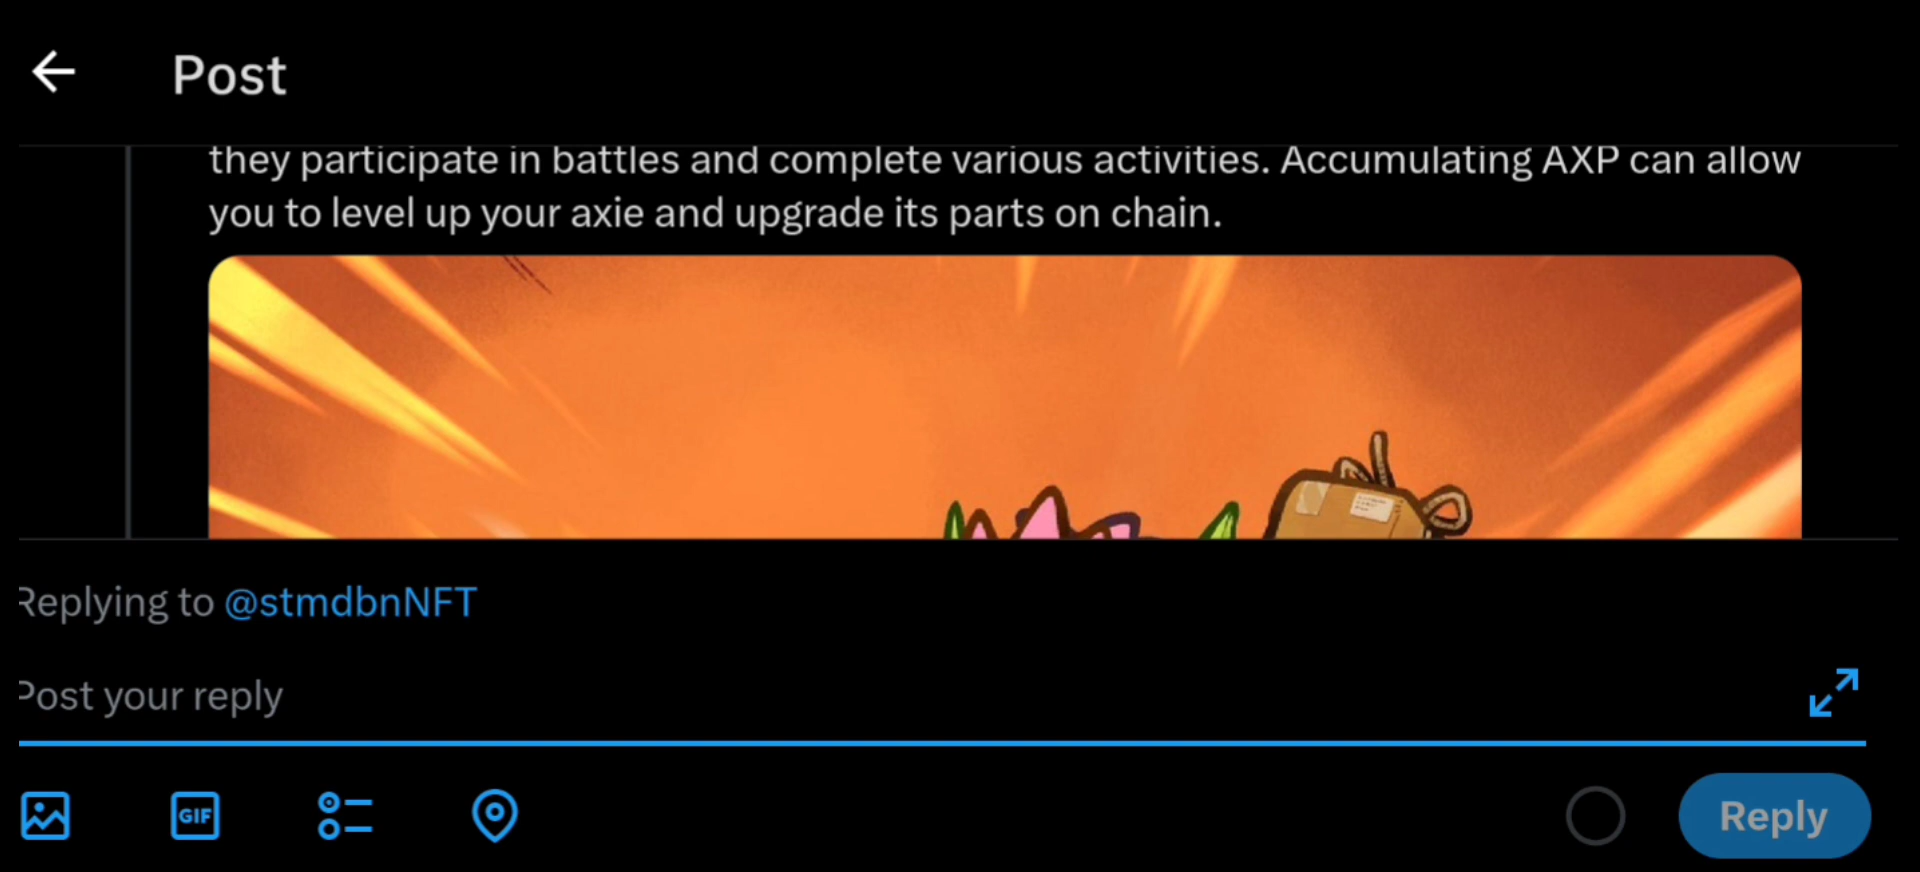 Post
they participate in battles and complete various activities. Accumulating AXP can allow
you to level up your axie and upgrade its parts on chain.
Replying to @stmdbnNFT
Post your reply
GIF
Reply